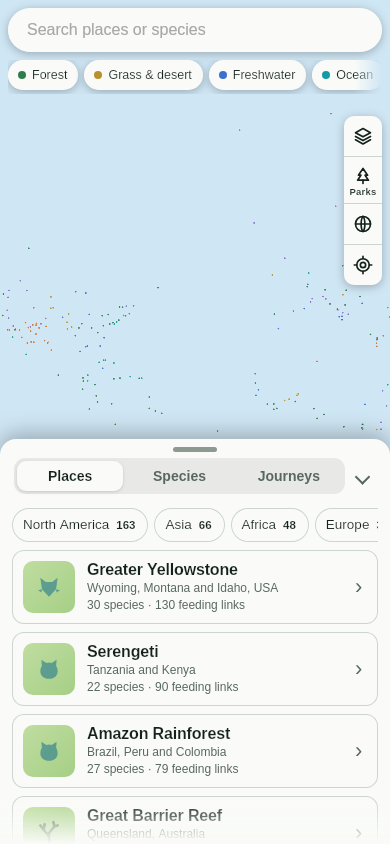 Search places or species
Forest
Grass & desert
Freshwater
Ocean
Parks
Places
Species
Journeys
North America 163
Asia 66
Africa 48
Europe
Greater Yellowstone
Wyoming, Montana and Idaho, USA
30 species · 130 feeding links
Serengeti
Tanzania and Kenya
22 species · 90 feeding links
Amazon Rainforest
Brazil, Peru and Colombia
27 species · 79 feeding links
Great Barrier Reef
Queensland, Australia